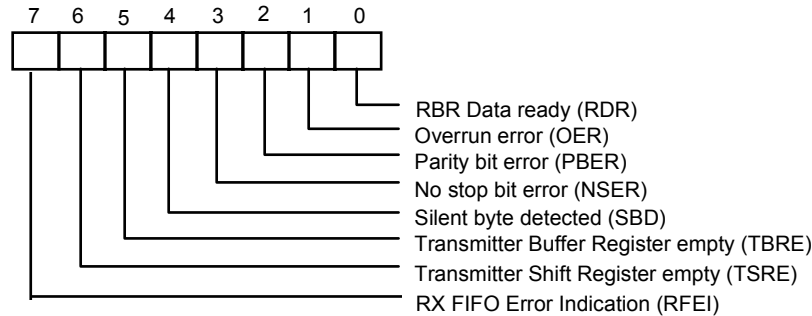 7 6 5 4 3 2 1 0
RBR Data ready (RDR)
Overrun error (OER)
Parity bit error (PBER)
No stop bit error (NSER)
Silent byte detected (SBD)
Transmitter Buffer Register empty (TBRE)
Transmitter Shift Register empty (TSRE)
RX FIFO Error Indication (RFEI)